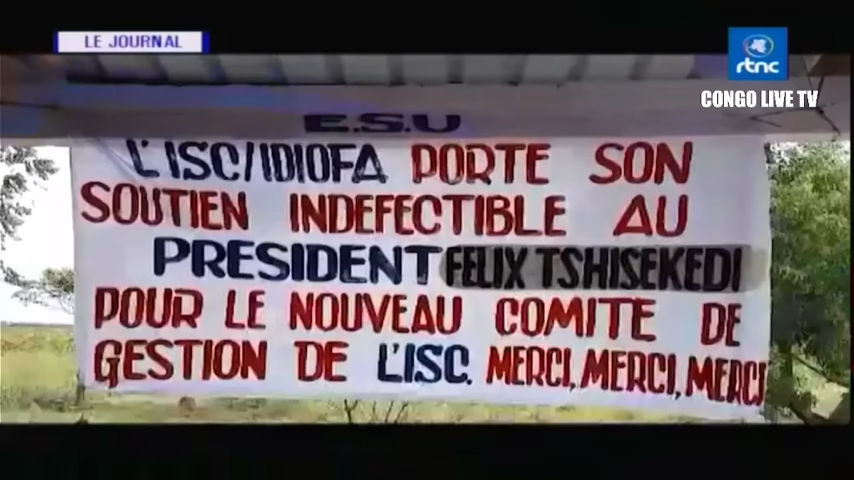 LE JOURNAL
rtnc
CONGO LIVE TV
E.S.U
L'ISC/IDIOFA PORTE SON
SOUTIEN INDEFECTIBLE AU
PRESIDENT FELIX TSHISEKEDI
POUR LE NOUVEAU COMITE DE
GESTION DE L'ISC. MERCI, MERCI, MERCI